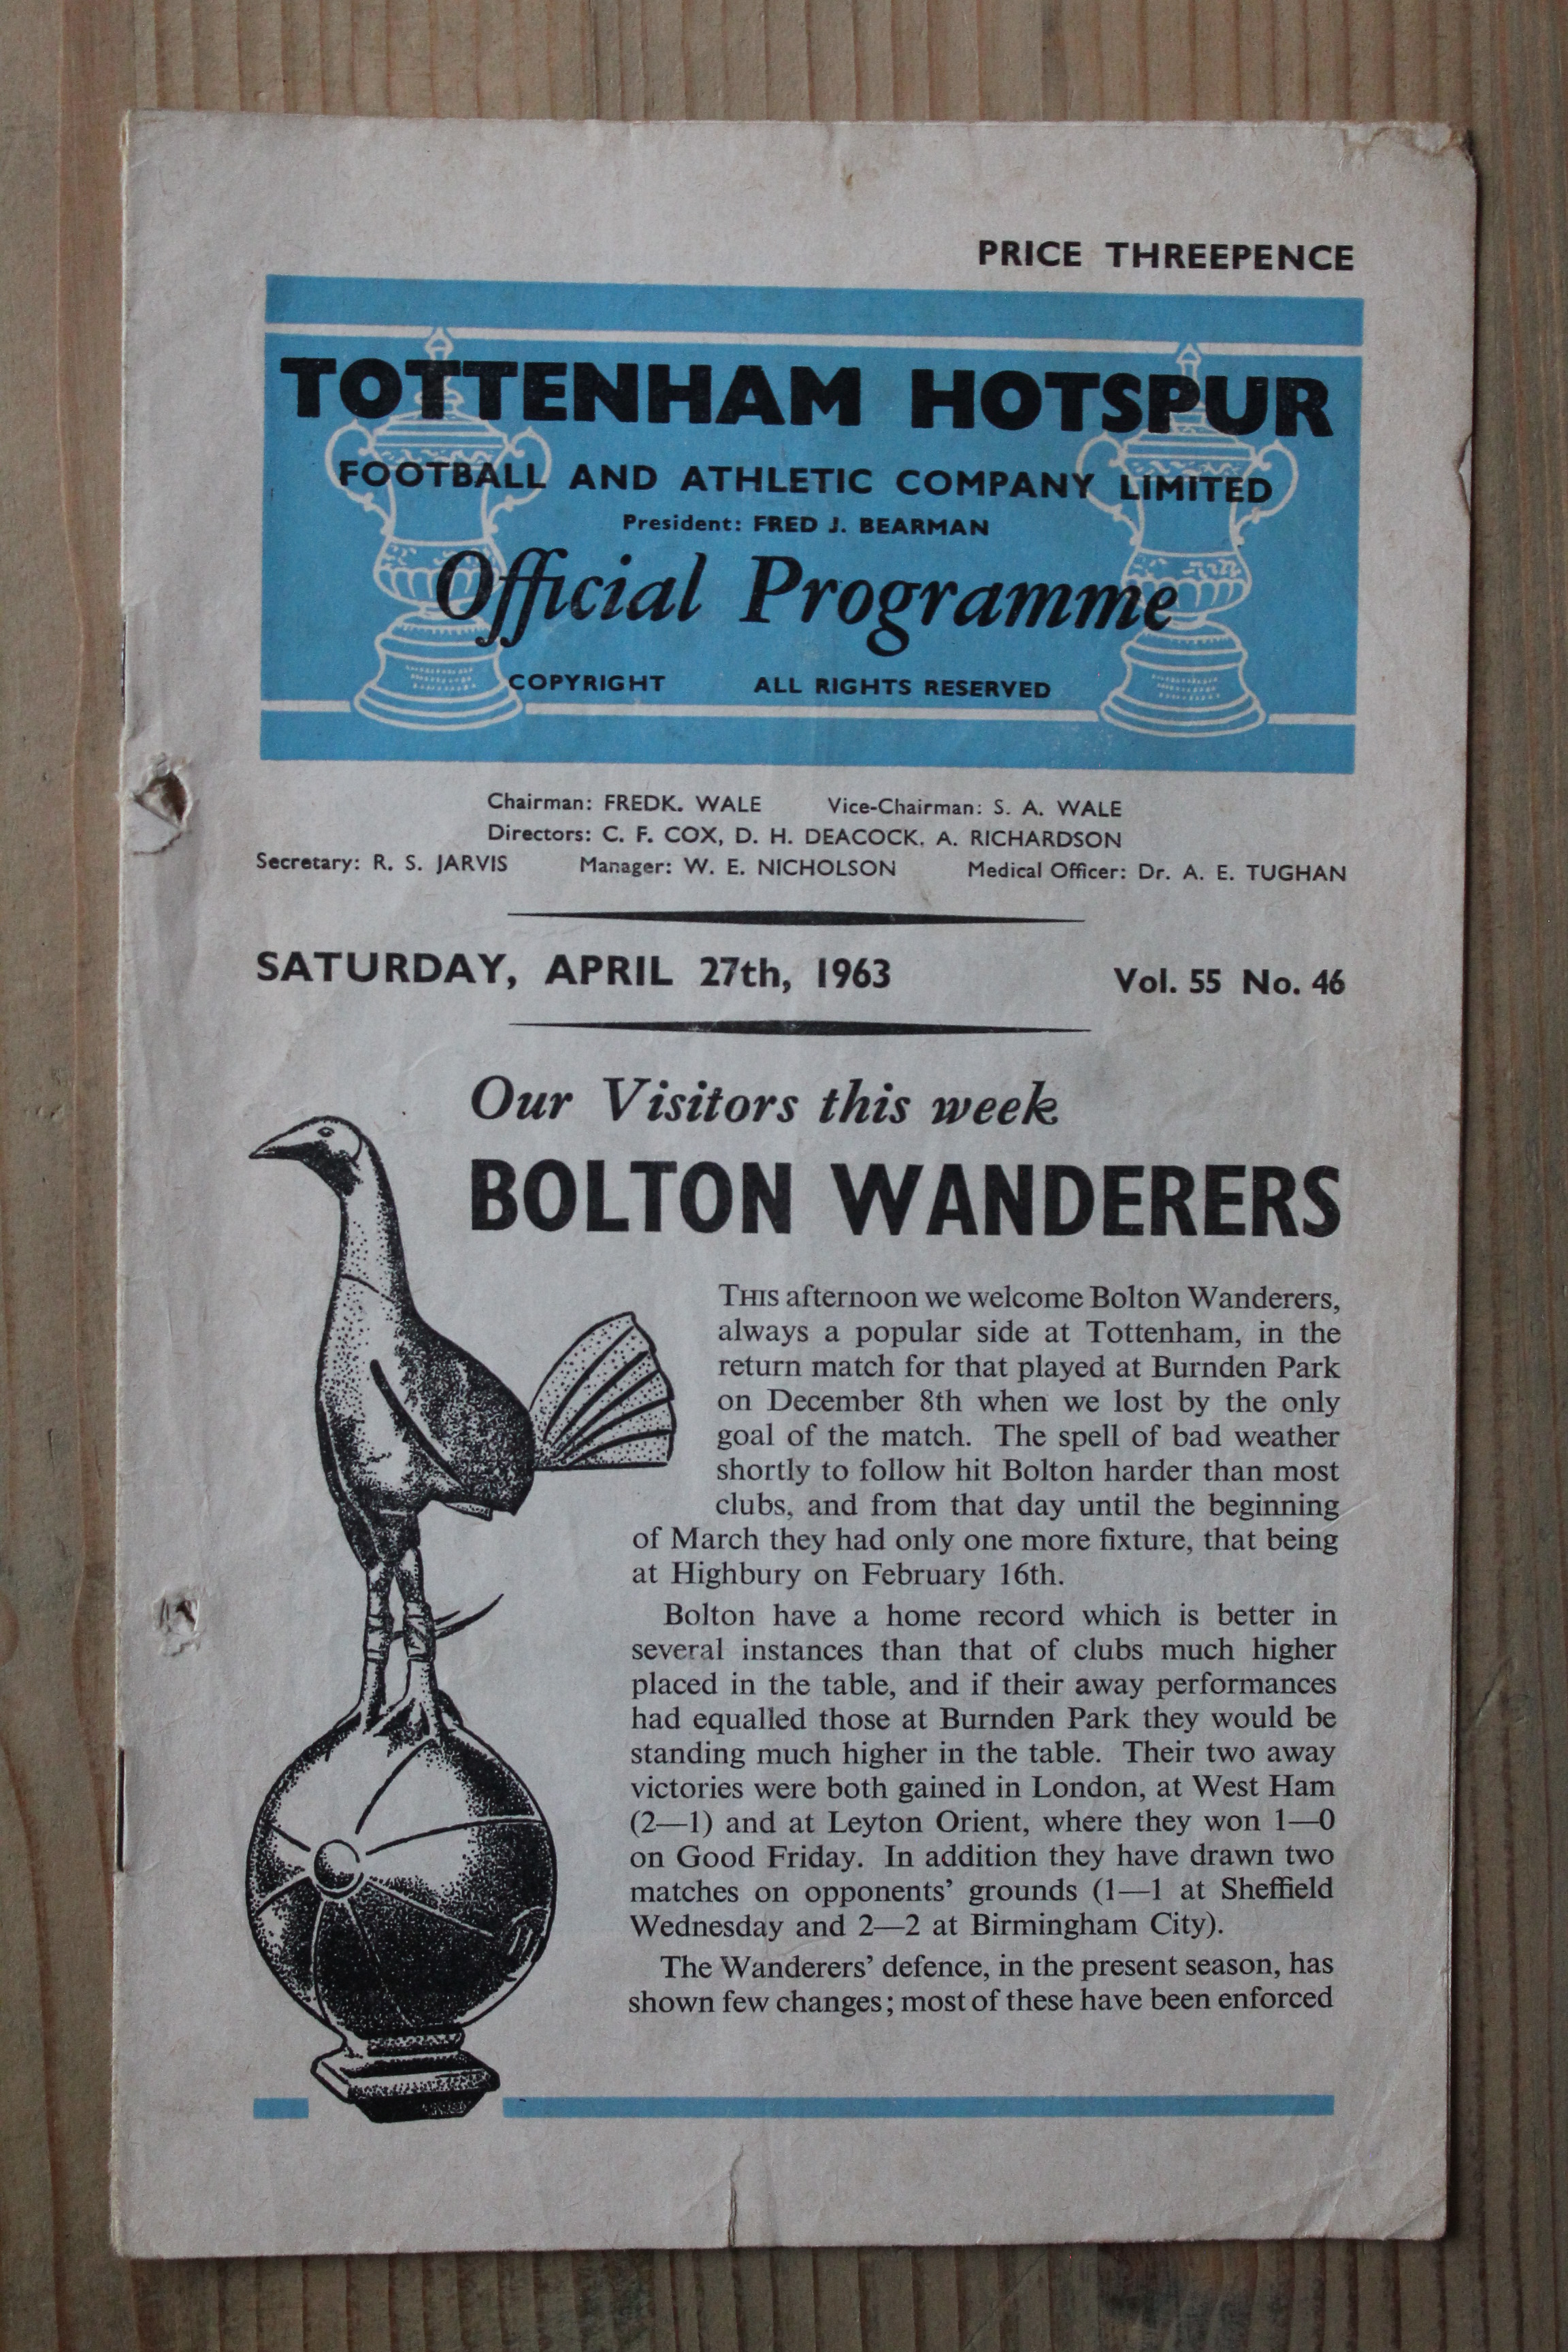 PRICE THREEPENCE
TOTTENHAM HOTSPUR
FOOTBALL AND ATHLETIC COMPANY LIMITED
President: FRED J. BEARMAN
Official Programme
COPYRIGHT ALL RIGHTS RESERVED
Chairman: FREDK. WALE Vice-Chairman: S. A. WALE
Directors: C. F. COX, D. H. DEACOCK, A. RICHARDSON
Secretary: R. S. JARVIS Manager: W. E. NICHOLSON Medical Officer: Dr. A. E. TUGHAN
SATURDAY, APRIL 27th, 1963 Vol. 55 No. 46
Our Visitors this week
BOLTON WANDERERS
THIS afternoon we welcome Bolton Wanderers,
always a popular side at Tottenham, in the
return match for that played at Burnden Park
on December 8th when we lost by the only
goal of the match. The spell of bad weather
shortly to follow hit Bolton harder than most
clubs, and from that day until the beginning
of March they had only one more fixture, that being
at Highbury on February 16th.
Bolton have a home record which is better in
several instances than that of clubs much higher
placed in the table, and if their away performances
had equalled those at Burnden Park they would be
standing much higher in the table. Their two away
victories were both gained in London, at West Ham
(2—1) and at Leyton Orient, where they won 1—0
on Good Friday. In addition they have drawn two
matches on opponents' grounds (1—1 at Sheffield
Wednesday and 2—2 at Birmingham City).
The Wanderers' defence, in the present season, has
shown few changes; most of these have been enforced